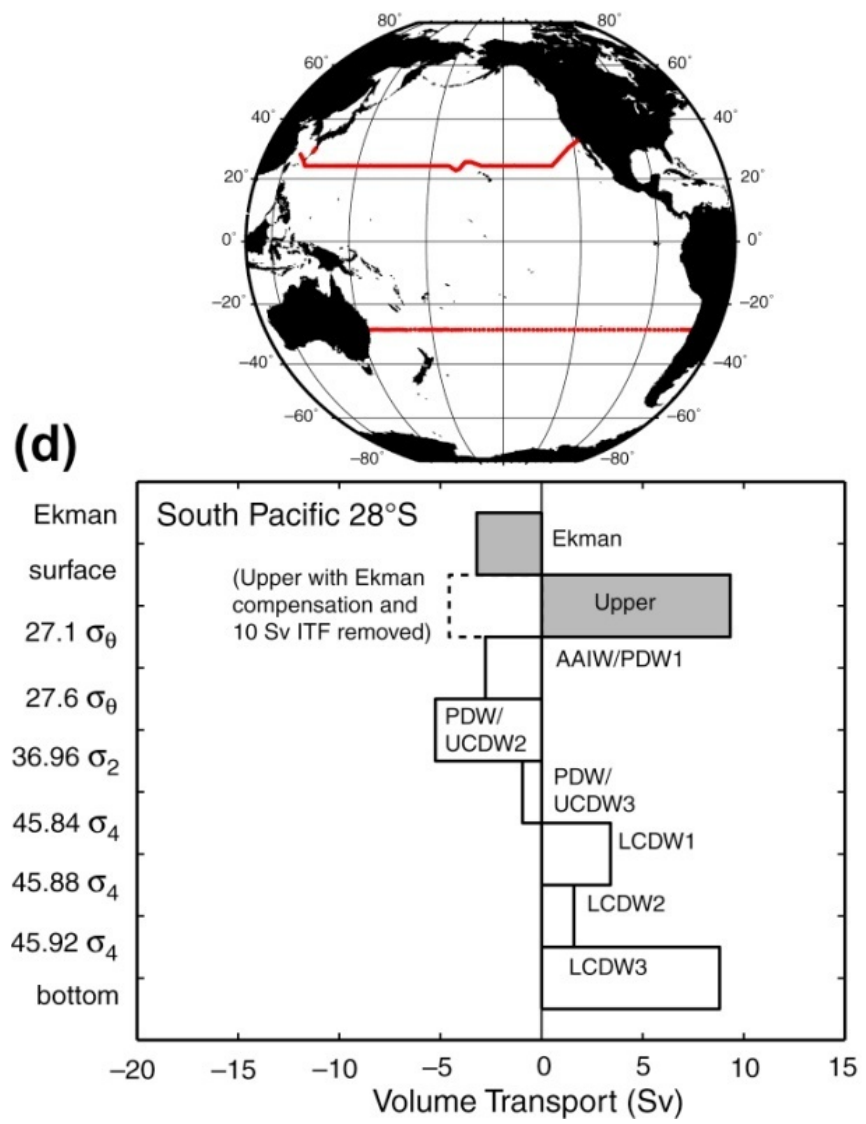 80°
80°
60°
60°
40°
40°
20°
20°
0°
0°
−20°
−20°
−40°
−40°
−60°
−60°
−80°
−80°
(d)
South Pacific 28°S
Ekman
surface
27.1 σθ
27.6 σθ
36.96 σ2
45.84 σ4
45.88 σ4
45.92 σ4
bottom
Ekman
(Upper with Ekman
compensation and
10 Sv ITF removed)
Upper
AAIW/PDW1
PDW/
UCDW2
PDW/
UCDW3
LCDW1
LCDW2
LCDW3
−20
−15
−10
−5
0
5
10
15
Volume Transport (Sv)